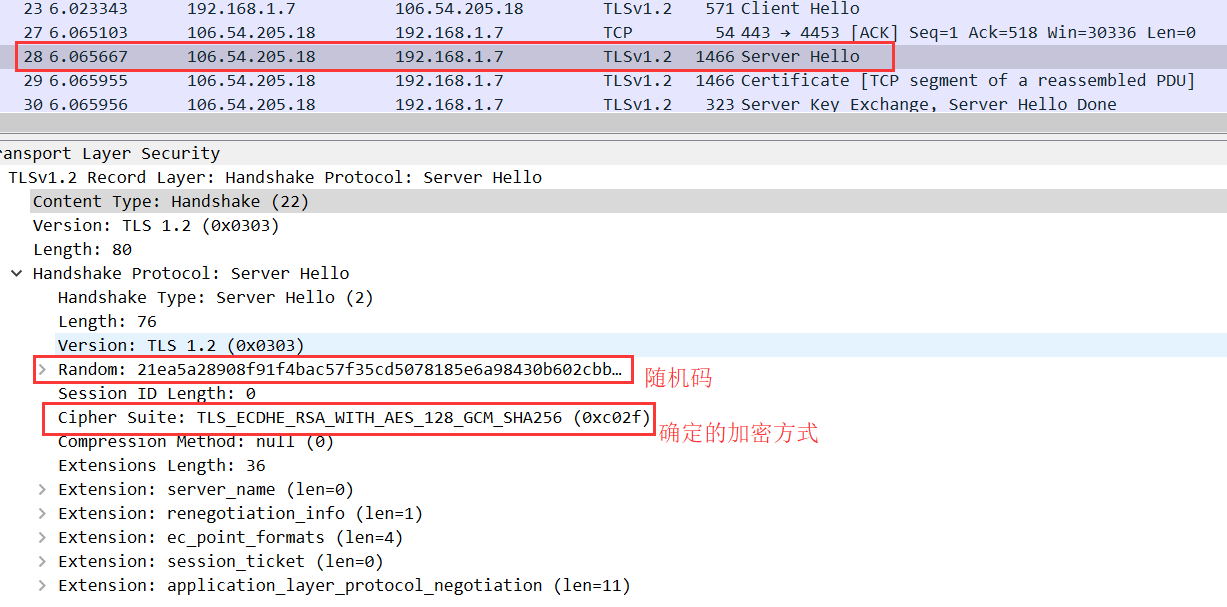 23 6.023343 192.168.1.7 106.54.205.18 TLSv1.2 571 Client Hello
27 6.065103 106.54.205.18 192.168.1.7 TCP 54 443 → 4453 [ACK] Seq=1 Ack=518 Win=30336 Len=0
28 6.065667 106.54.205.18 192.168.1.7 TLSv1.2 1466 Server Hello
29 6.065955 106.54.205.18 192.168.1.7 TLSv1.2 1466 Certificate [TCP segment of a reassembled PDU]
30 6.065956 106.54.205.18 192.168.1.7 TLSv1.2 323 Server Key Exchange, Server Hello Done
ransport Layer Security
TLSv1.2 Record Layer: Handshake Protocol: Server Hello
Content Type: Handshake (22)
Version: TLS 1.2 (0x0303)
Length: 80
Handshake Protocol: Server Hello
Handshake Type: Server Hello (2)
Length: 76
Version: TLS 1.2 (0x0303)
Random: 21ea5a28908f91f4bac57f35cd5078185e6a98430b602cbb…
随机码
Session ID Length: 0
Cipher Suite: TLS_ECDHE_RSA_WITH_AES_128_GCM_SHA256 (0xc02f)
确定的加密方式
Compression Method: null (0)
Extensions Length: 36
Extension: server_name (len=0)
Extension: renegotiation_info (len=1)
Extension: ec_point_formats (len=4)
Extension: session_ticket (len=0)
Extension: application_layer_protocol_negotiation (len=11)